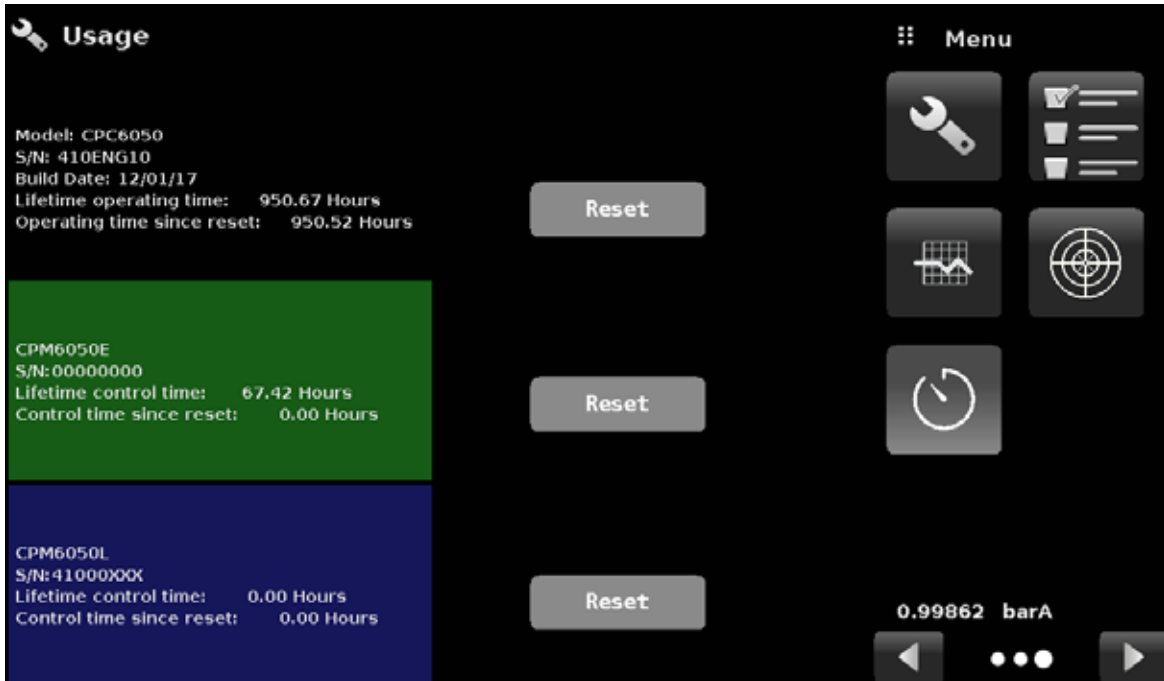 Usage
Model: CPC6050
S/N: 410ENG10
Build Date: 12/01/17
Lifetime operating time: 950.67 Hours
Operating time since reset: 950.52 Hours
Reset
CPM6050E
S/N:00000000
Lifetime control time: 67.42 Hours
Control time since reset: 0.00 Hours
Reset
CPM6050L
S/N:41000XXX
Lifetime control time: 0.00 Hours
Control time since reset: 0.00 Hours
Reset
Menu
0.99862 barA